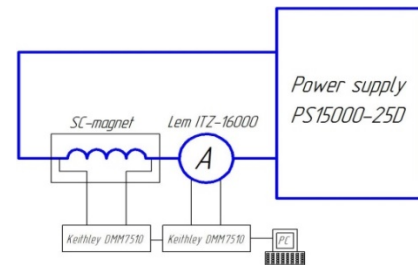 Power supply
PS15000-25D
SC-magnet
Lem ITZ-16000
A
Keithley DMM7510
Keithley DMM7510
PC